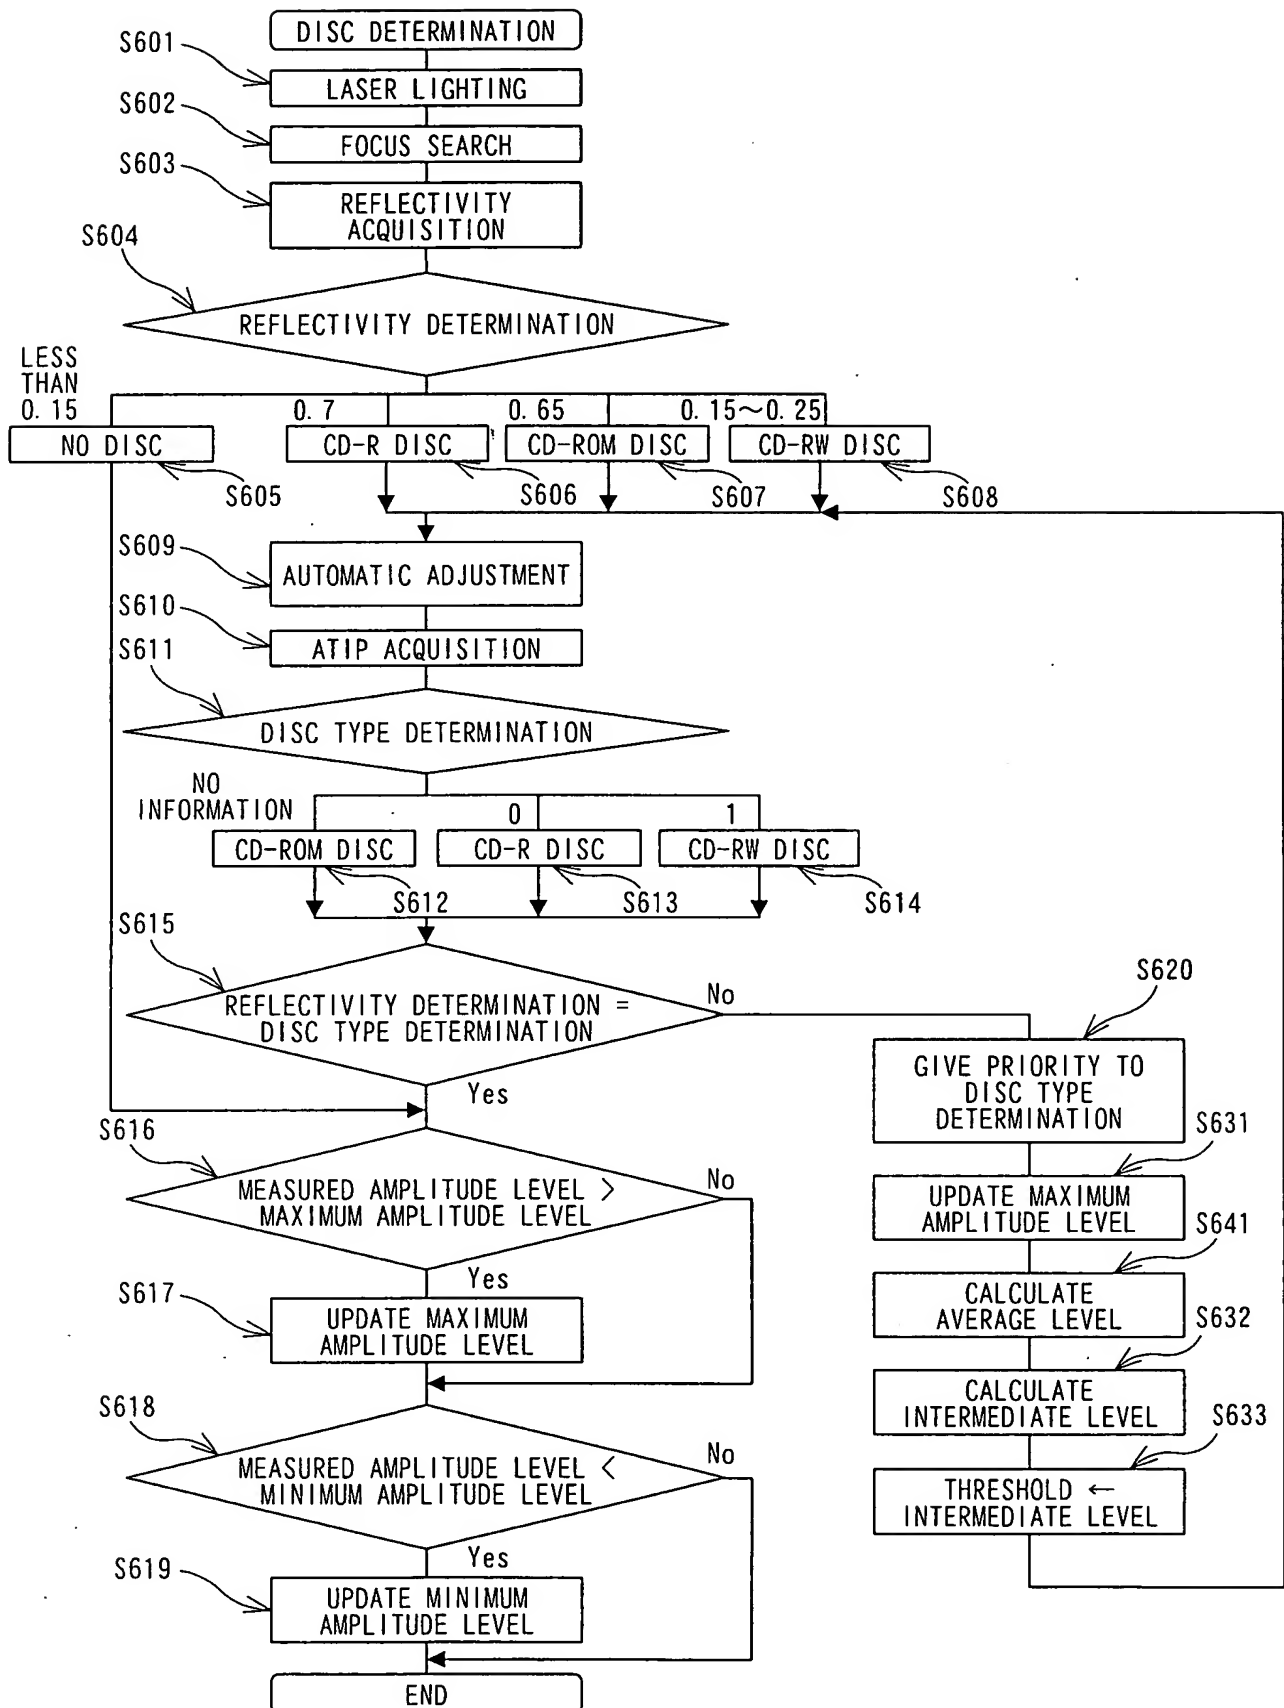 DISC DETERMINATION
S601
LASER LIGHTING
S602
FOCUS SEARCH
S603
REFLECTIVITY
ACQUISITION
S604
REFLECTIVITY DETERMINATION
LESS
THAN
0.15
0.7
0.65
0.15~0.25
NO DISC
CD-R DISC
CD-ROM DISC
CD-RW DISC
S605
S606
S607
S608
S609
AUTOMATIC ADJUSTMENT
S610
ATIP ACQUISITION
S611
DISC TYPE DETERMINATION
NO
INFORMATION
0
1
CD-ROM DISC
CD-R DISC
CD-RW DISC
S612
S613
S614
S615
REFLECTIVITY DETERMINATION =
DISC TYPE DETERMINATION
No
Yes
S620
GIVE PRIORITY TO
DISC TYPE
DETERMINATION
S616
MEASURED AMPLITUDE LEVEL >
MAXIMUM AMPLITUDE LEVEL
No
Yes
S631
UPDATE MAXIMUM
AMPLITUDE LEVEL
S641
CALCULATE
AVERAGE LEVEL
S617
UPDATE MAXIMUM
AMPLITUDE LEVEL
S632
CALCULATE
INTERMEDIATE LEVEL
S633
THRESHOLD ←
INTERMEDIATE LEVEL
S618
MEASURED AMPLITUDE LEVEL <
MINIMUM AMPLITUDE LEVEL
No
Yes
S619
UPDATE MINIMUM
AMPLITUDE LEVEL
END